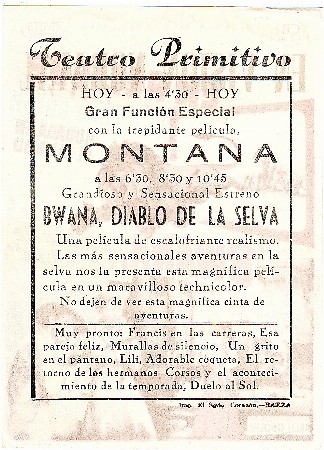 Teatro Primitivo
HOY - a las 4'30 - HOY
Gran Función Especial
con la trepidante película,
MONTANA
a las 6'30, 8'30 y 10'45
Grandioso y Sensacional Estreno
BWANA, DIABLO DE LA SELVA
Una película de escalofriante realismo.
Las más sensacionales aventuras en la
selva nos la presenta esta magnífica pelí-
cula en un maravilloso technicolor.
No dejen de ver esta magnífica cinta de
aventuras.
Muy pronto: Francis en las carreras, Esa
pareja feliz, Murallas de silencio, Un grito
en el pantano, Lili, Adorable coqueta, El re-
torno de los hermanos Corsos y el aconteci-
miento de la temporada, Duelo al Sol.
Imp. El Sgdo. Corazón.—BAEZA